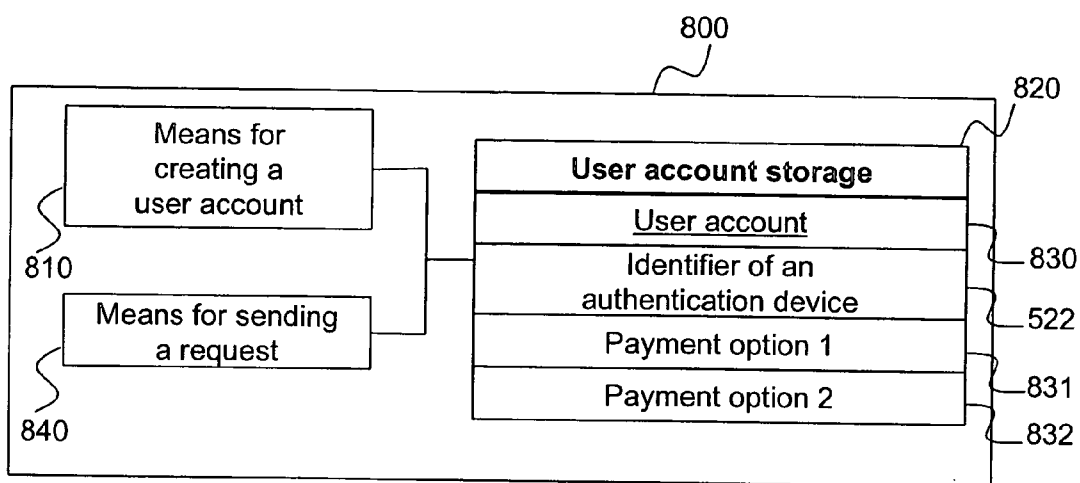 800
820
Means for
creating a
user account
810
User account storage
User account
830
Identifier of an
authentication device
522
Means for sending
a request
840
Payment option 1
831
Payment option 2
832